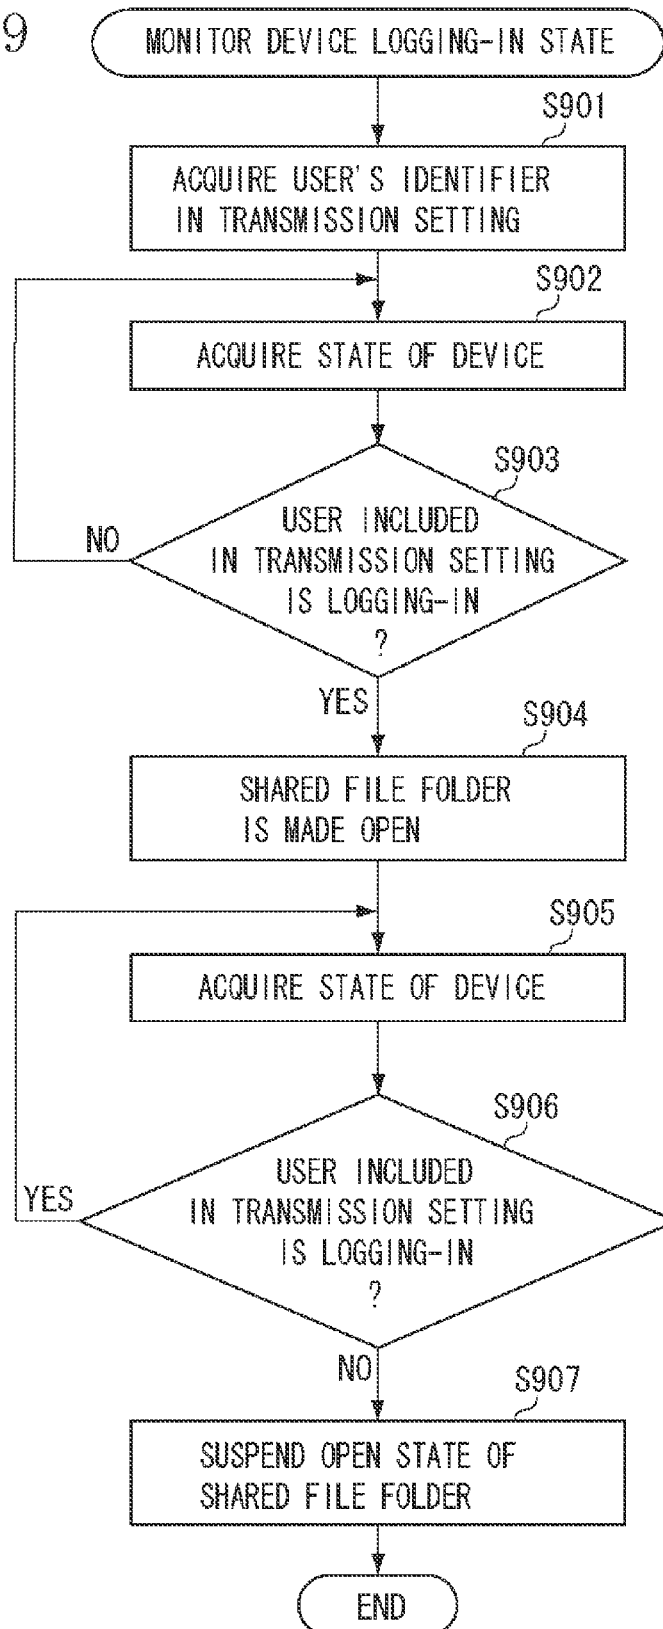 9
MONITOR DEVICE LOGGING-IN STATE
S901
ACQUIRE USER'S IDENTIFIER
IN TRANSMISSION SETTING
S902
ACQUIRE STATE OF DEVICE
S903
USER INCLUDED
IN TRANSMISSION SETTING
IS LOGGING-IN
?
NO
YES
S904
SHARED FILE FOLDER
IS MADE OPEN
S905
ACQUIRE STATE OF DEVICE
S906
USER INCLUDED
IN TRANSMISSION SETTING
IS LOGGING-IN
?
YES
NO
S907
SUSPEND OPEN STATE OF
SHARED FILE FOLDER
END